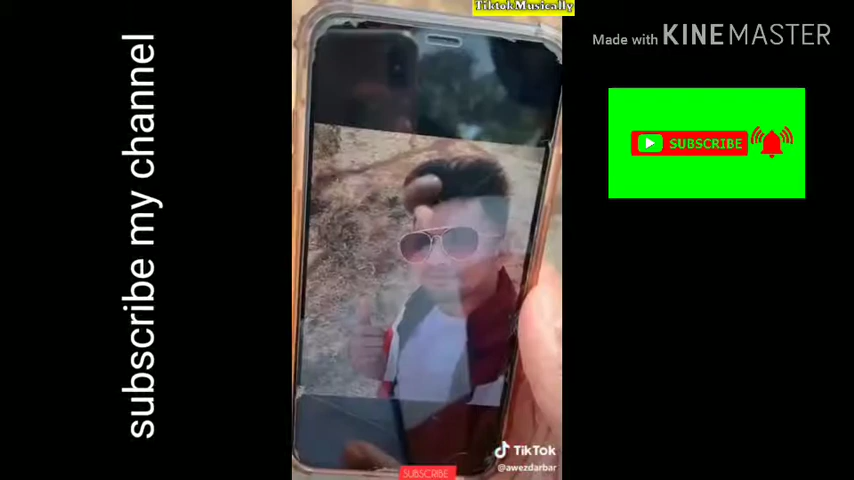 TiktokMusically
Made with KINEMASTER
subscribe my channel
SUBSCRIBE
TikTok
@awezdarbar
SUBSCRIBE